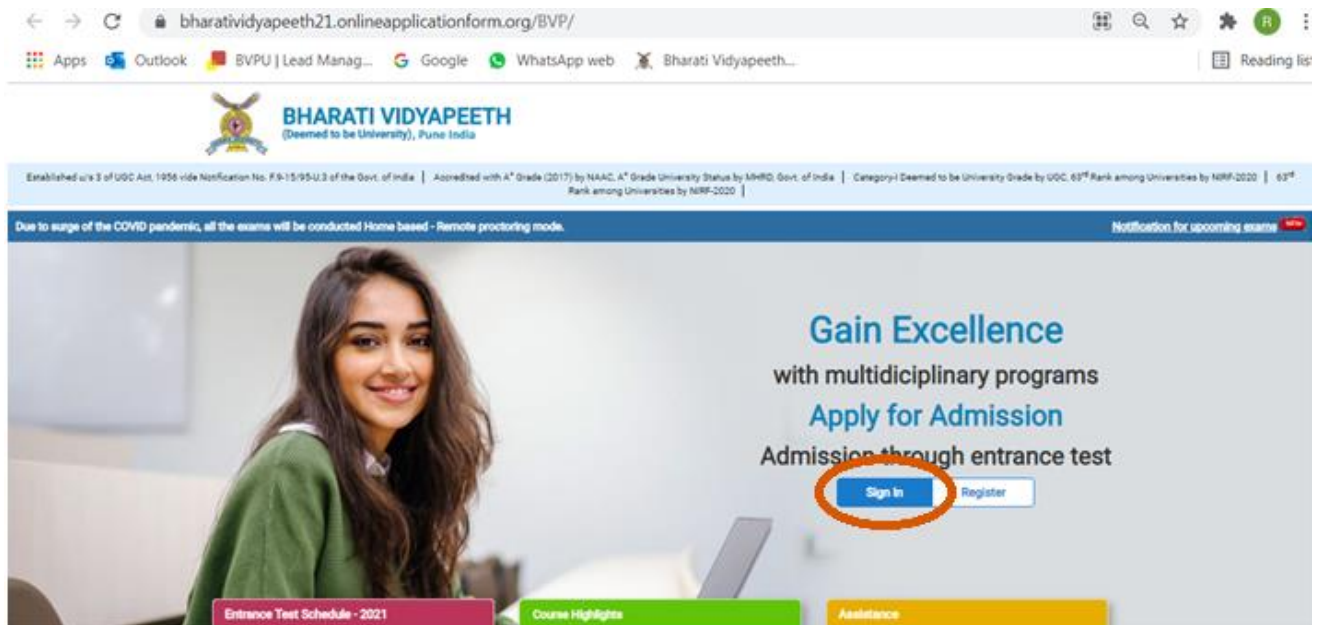 bharatividyapeeth21.onlineapplicationform.org/BVP/
R
Apps Outlook BVPU | Lead Manag... Google WhatsApp web Bharati Vidyapeeth... Reading list
BHARATI VIDYAPEETH
(Deemed to be University), Pune India
Established u/s 3 of UGC Act, 1956 vide Notification No. F.9-15/95-U.3 of the Govt. of India | Accredited with A+ Grade (2017) by NAAC, A+ Grade University Status by MHRD, Govt. of India | Category-I Deemed to be University Grade by UGC, 63rd Rank among Universities by NIRF-2020 | 63rd
Rank among Universities by NIRF-2020 |
Due to surge of the COVID pandemic, all the exams will be conducted Home based - Remote proctoring mode. Notification for upcoming exams
Gain Excellence
with multidiciplinary programs
Apply for Admission
Admission through entrance test
Sign In Register
Entrance Test Schedule - 2021 Course Highlights Assistance